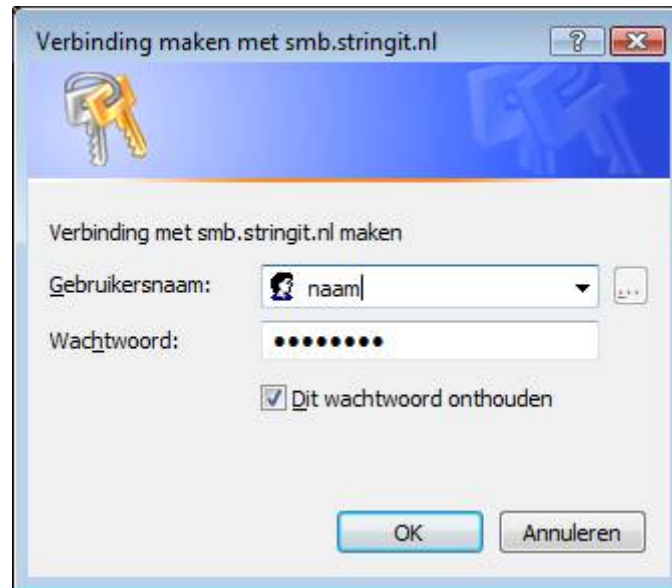 Verbinding maken met smb.stringit.nl
Verbinding met smb.stringit.nl maken
Gebruikersnaam: naam ...
Wachtwoord: ••••••••
Dit wachtwoord onthouden
OK Annuleren